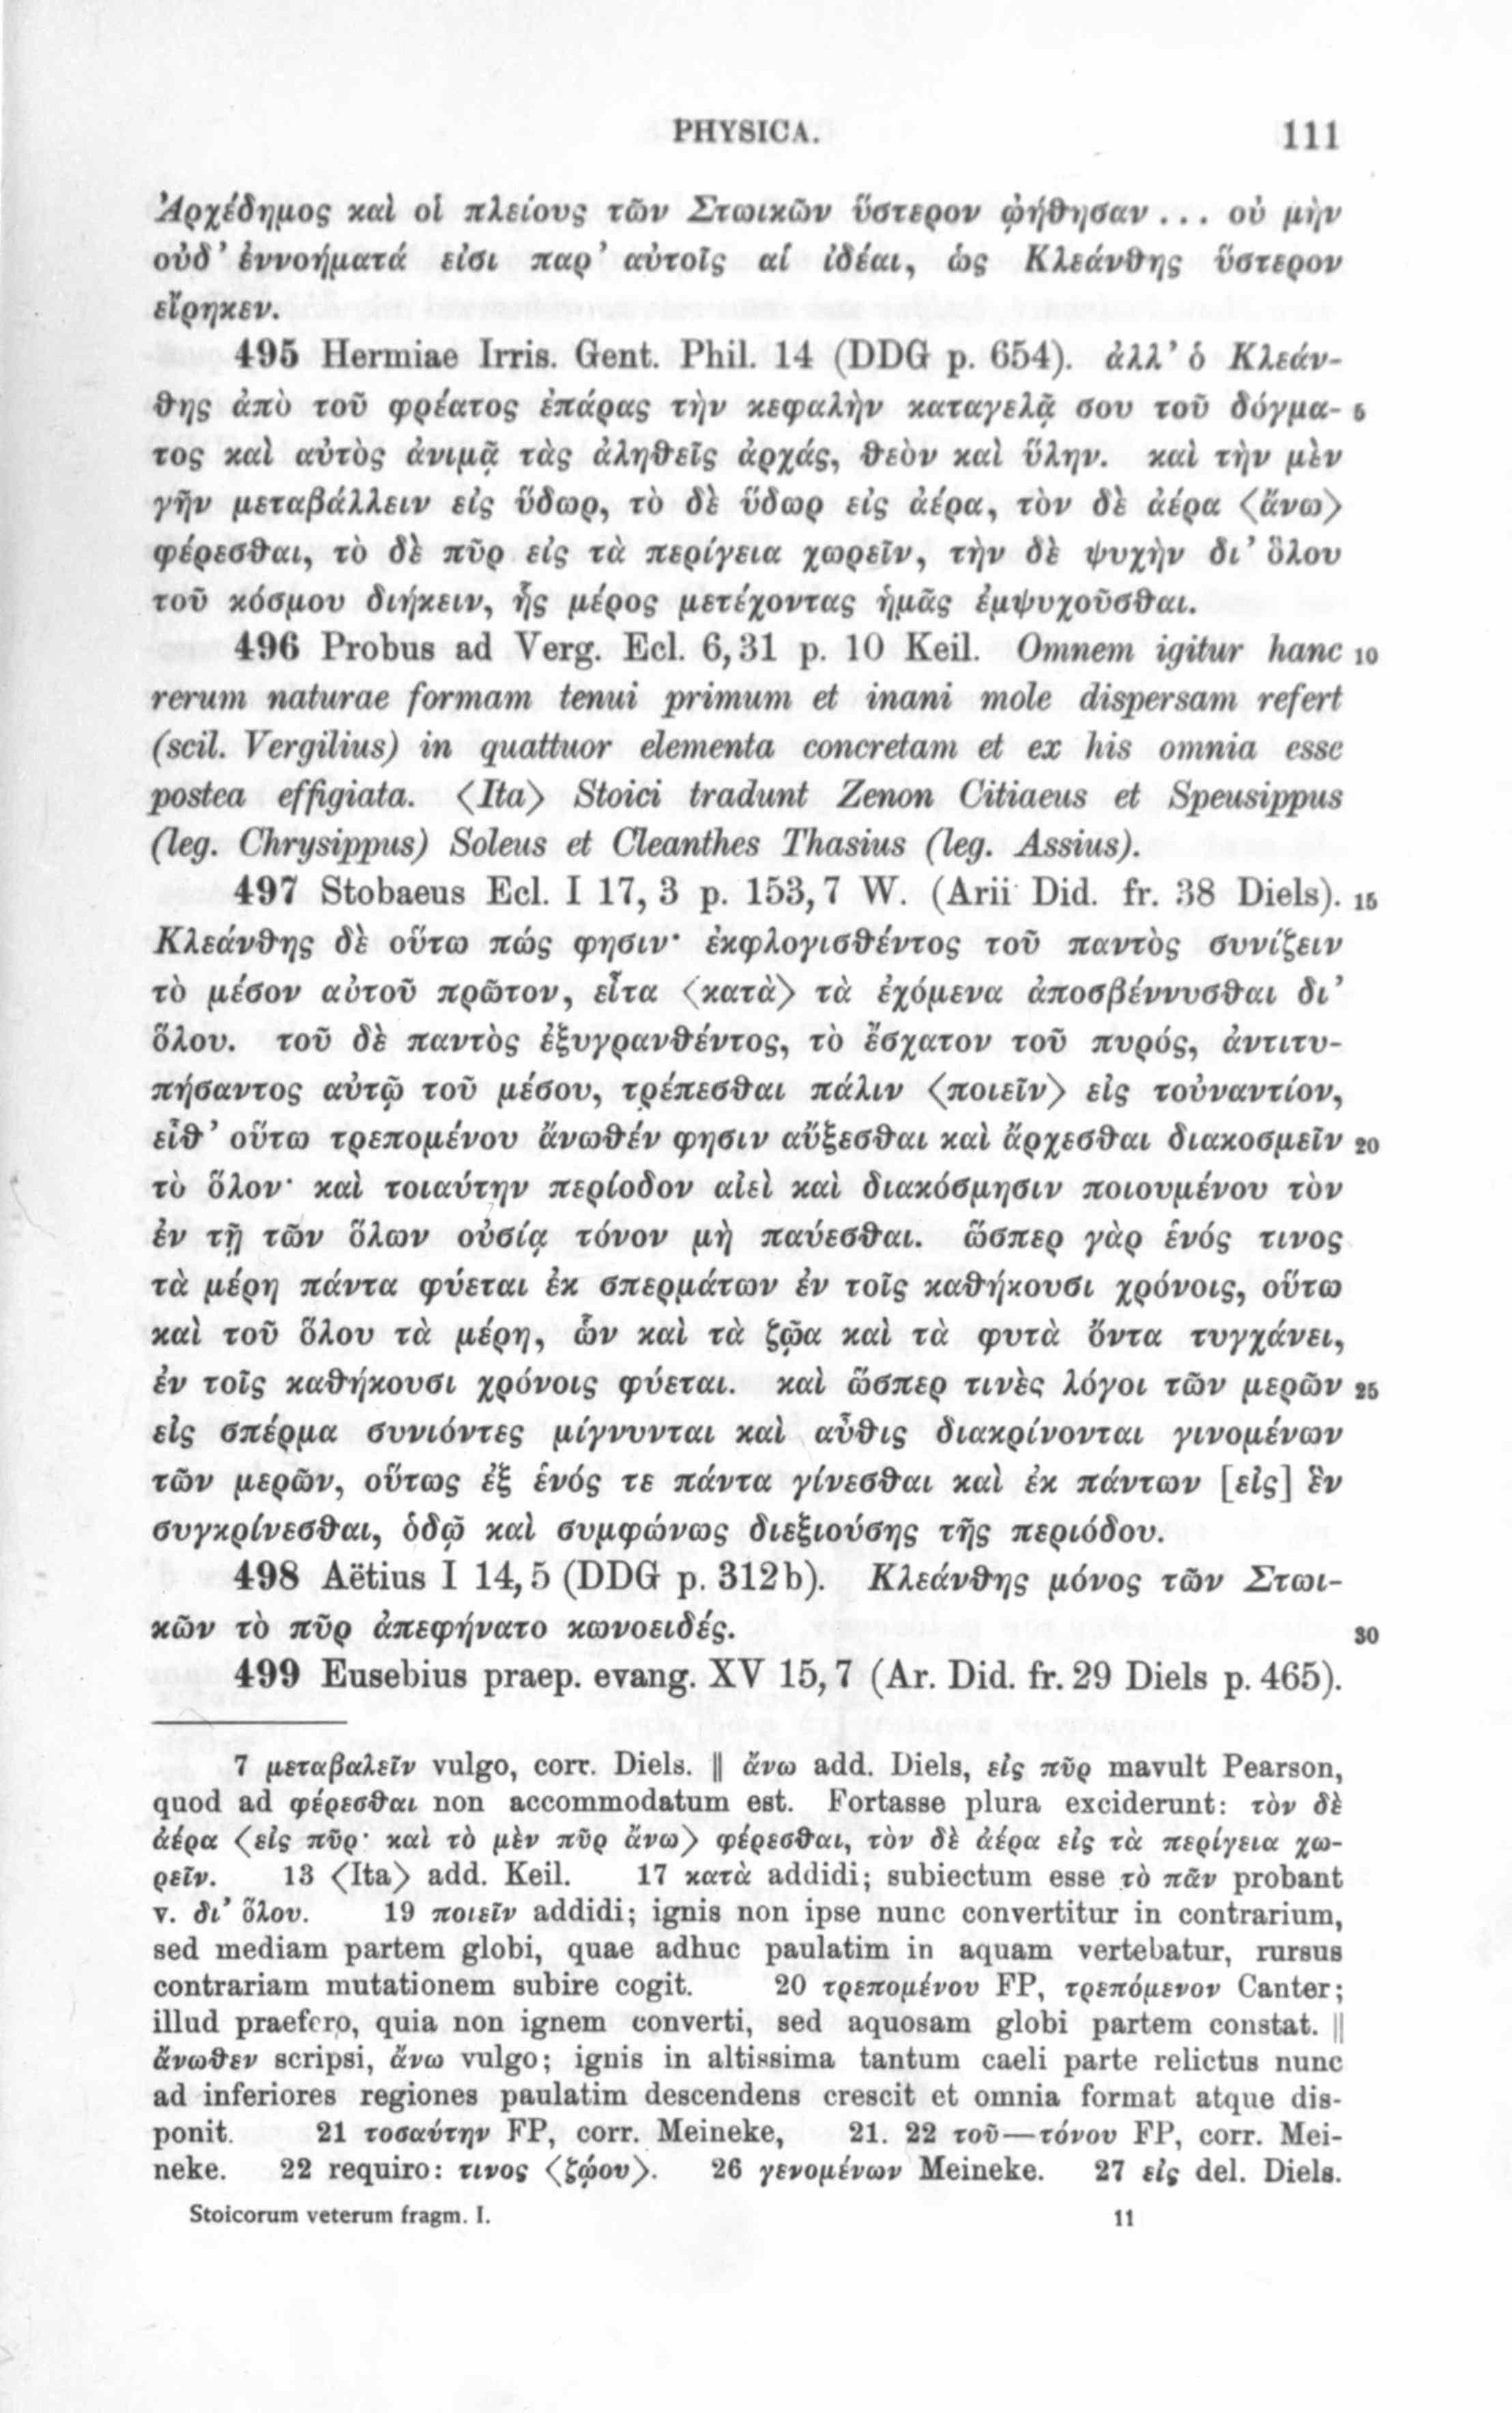 PHYSICA. 111
Ἀρχέδημος καὶ οἱ πλείους τῶν Στωικῶν ὕστερον ᾠήθησαν ... οὐ μὴν
οὐδ’ ἐννοήματά εἰσι παρ’ αὐτοῖς αἱ ἰδέαι, ὡς Κλεάνθης ὕστερον
εἴρηκεν.
495 Hermiae Irris. Gent. Phil. 14 (DDG p. 654). ἀλλ’ ὁ Κλεάν-
θης ἀπὸ τοῦ φρέατος ἐπάρας τὴν κεφαλὴν καταγελᾷ σου τοῦ δόγμα- 5
τος καὶ αὐτὸς ἀνιμᾷ τὰς ἀληθεῖς ἀρχάς, θεὸν καὶ ὕλην. καὶ τὴν μὲν
γῆν μεταβάλλειν εἰς ὕδωρ, τὸ δὲ ὕδωρ εἰς ἀέρα, τὸν δὲ ἀέρα 〈ἄνω〉
φέρεσθαι, τὸ δὲ πῦρ εἰς τὰ περίγεια χωρεῖν, τὴν δὲ ψυχὴν δι’ ὅλου
τοῦ κόσμου διήκειν, ἧς μέρος μετέχοντας ἡμᾶς ἐμψυχοῦσθαι.
496 Probus ad Verg. Ecl. 6,31 p. 10 Keil. Omnem igitur hanc 10
rerum naturae formam tenui primum et inani mole dispersam refert
(scil. Vergilius) in quattuor elementa concretam et ex his omnia esse
postea effigiata. 〈Ita〉 Stoici tradunt Zenon Citiaeus et Speusippus
(leg. Chrysippus) Soleus et Cleanthes Thasius (leg. Assius).
497 Stobaeus Ecl. I 17, 3 p. 153,7 W. (Arii Did. fr. 38 Diels). 15
Κλεάνθης δὲ οὕτω πώς φησιν· ἐκφλογισθέντος τοῦ παντὸς συνίζειν
τὸ μέσον αὐτοῦ πρῶτον, εἶτα 〈κατὰ〉 τὰ ἐχόμενα ἀποσβέννυσθαι δι’
ὅλου. τοῦ δὲ παντὸς ἐξυγρανθέντος, τὸ ἔσχατον τοῦ πυρός, ἀντιτυ-
πήσαντος αὐτῷ τοῦ μέσου, τρέπεσθαι πάλιν 〈ποιεῖν〉 εἰς τοὐναντίον,
εἶθ’ οὕτω τρεπομένου ἄνωθέν φησιν αὔξεσθαι καὶ ἄρχεσθαι διακοσμεῖν 20
τὸ ὅλον· καὶ τοιαύτην περίοδον αἰεὶ καὶ διακόσμησιν ποιουμένου τὸν
ἐν τῇ τῶν ὅλων οὐσίᾳ τόνον μὴ παύεσθαι. ὥσπερ γὰρ ἑνός τινος
τὰ μέρη πάντα φύεται ἐκ σπερμάτων ἐν τοῖς καθήκουσι χρόνοις, οὕτω
καὶ τοῦ ὅλου τὰ μέρη, ὧν καὶ τὰ ζῷα καὶ τὰ φυτὰ ὄντα τυγχάνει,
ἐν τοῖς καθήκουσι χρόνοις φύεται. καὶ ὥσπερ τινὲς λόγοι τῶν μερῶν 25
εἰς σπέρμα συνιόντες μίγνυνται καὶ αὖθις διακρίνονται γινομένων
τῶν μερῶν, οὕτως ἐξ ἑνός τε πάντα γίνεσθαι καὶ ἐκ πάντων [εἰς] ἓν
συγκρίνεσθαι, ὁδῷ καὶ συμφώνως διεξιούσης τῆς περιόδου.
498 Aëtius I 14,5 (DDG p. 312b). Κλεάνθης μόνος τῶν Στωι-
κῶν τὸ πῦρ ἀπεφήνατο κωνοειδές. 30
499 Eusebius praep. evang. XV 15,7 (Ar. Did. fr. 29 Diels p. 465).
7 μεταβαλεῖν vulgo, corr. Diels. ‖ ἄνω add. Diels, εἰς πῦρ mavult Pearson,
quod ad φέρεσθαι non accommodatum est. Fortasse plura exciderunt: τὸν δὲ
ἀέρα 〈εἰς πῦρ· καὶ τὸ μὲν πῦρ ἄνω〉 φέρεσθαι, τὸν δὲ ἀέρα εἰς τὰ περίγεια χω-
ρεῖν. 13 〈Ita〉 add. Keil. 17 κατὰ addidi; subiectum esse τὸ πᾶν probant
v. δι’ ὅλου. 19 ποιεῖν addidi; ignis non ipse nunc convertitur in contrarium,
sed mediam partem globi, quae adhuc paulatim in aquam vertebatur, rursus
contrariam mutationem subire cogit. 20 τρεπομένου FP, τρεπόμενον Canter;
illud praefero, quia non ignem converti, sed aquosam globi partem constat. ‖
ἄνωθεν scripsi, ἄνω vulgo; ignis in altissima tantum caeli parte relictus nunc
ad inferiores regiones paulatim descendens crescit et omnia format atque dis-
ponit. 21 τοσαύτην FP, corr. Meineke, 21. 22 τοῦ—τόνου FP, corr. Mei-
neke. 22 requiro: τινος 〈ζῴου〉. 26 γενομένων Meineke. 27 εἰς del. Diels.
Stoicorum veterum fragm. I. 11